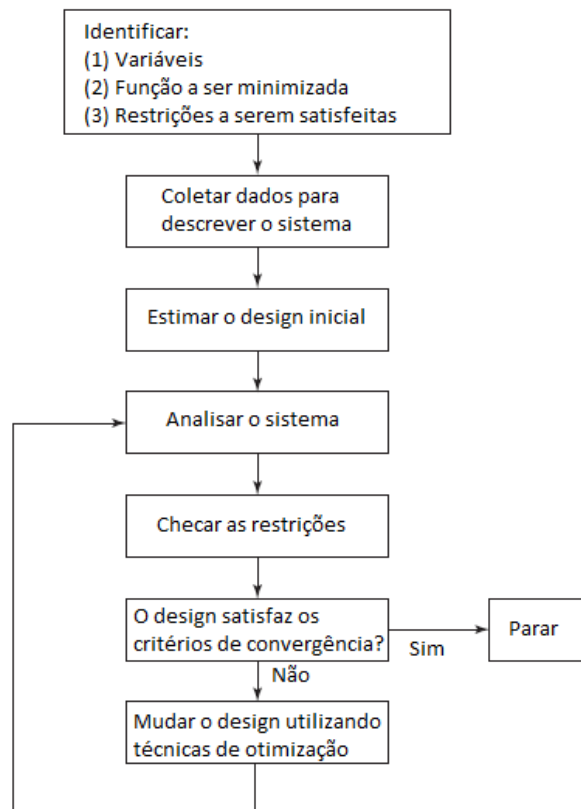 Identificar:
(1) Variáveis
(2) Função a ser minimizada
(3) Restrições a serem satisfeitas
Coletar dados para
descrever o sistema
Estimar o design inicial
Analisar o sistema
Checar as restrições
O design satisfaz os
critérios de convergência?
Sim
Parar
Não
Mudar o design utilizando
técnicas de otimização